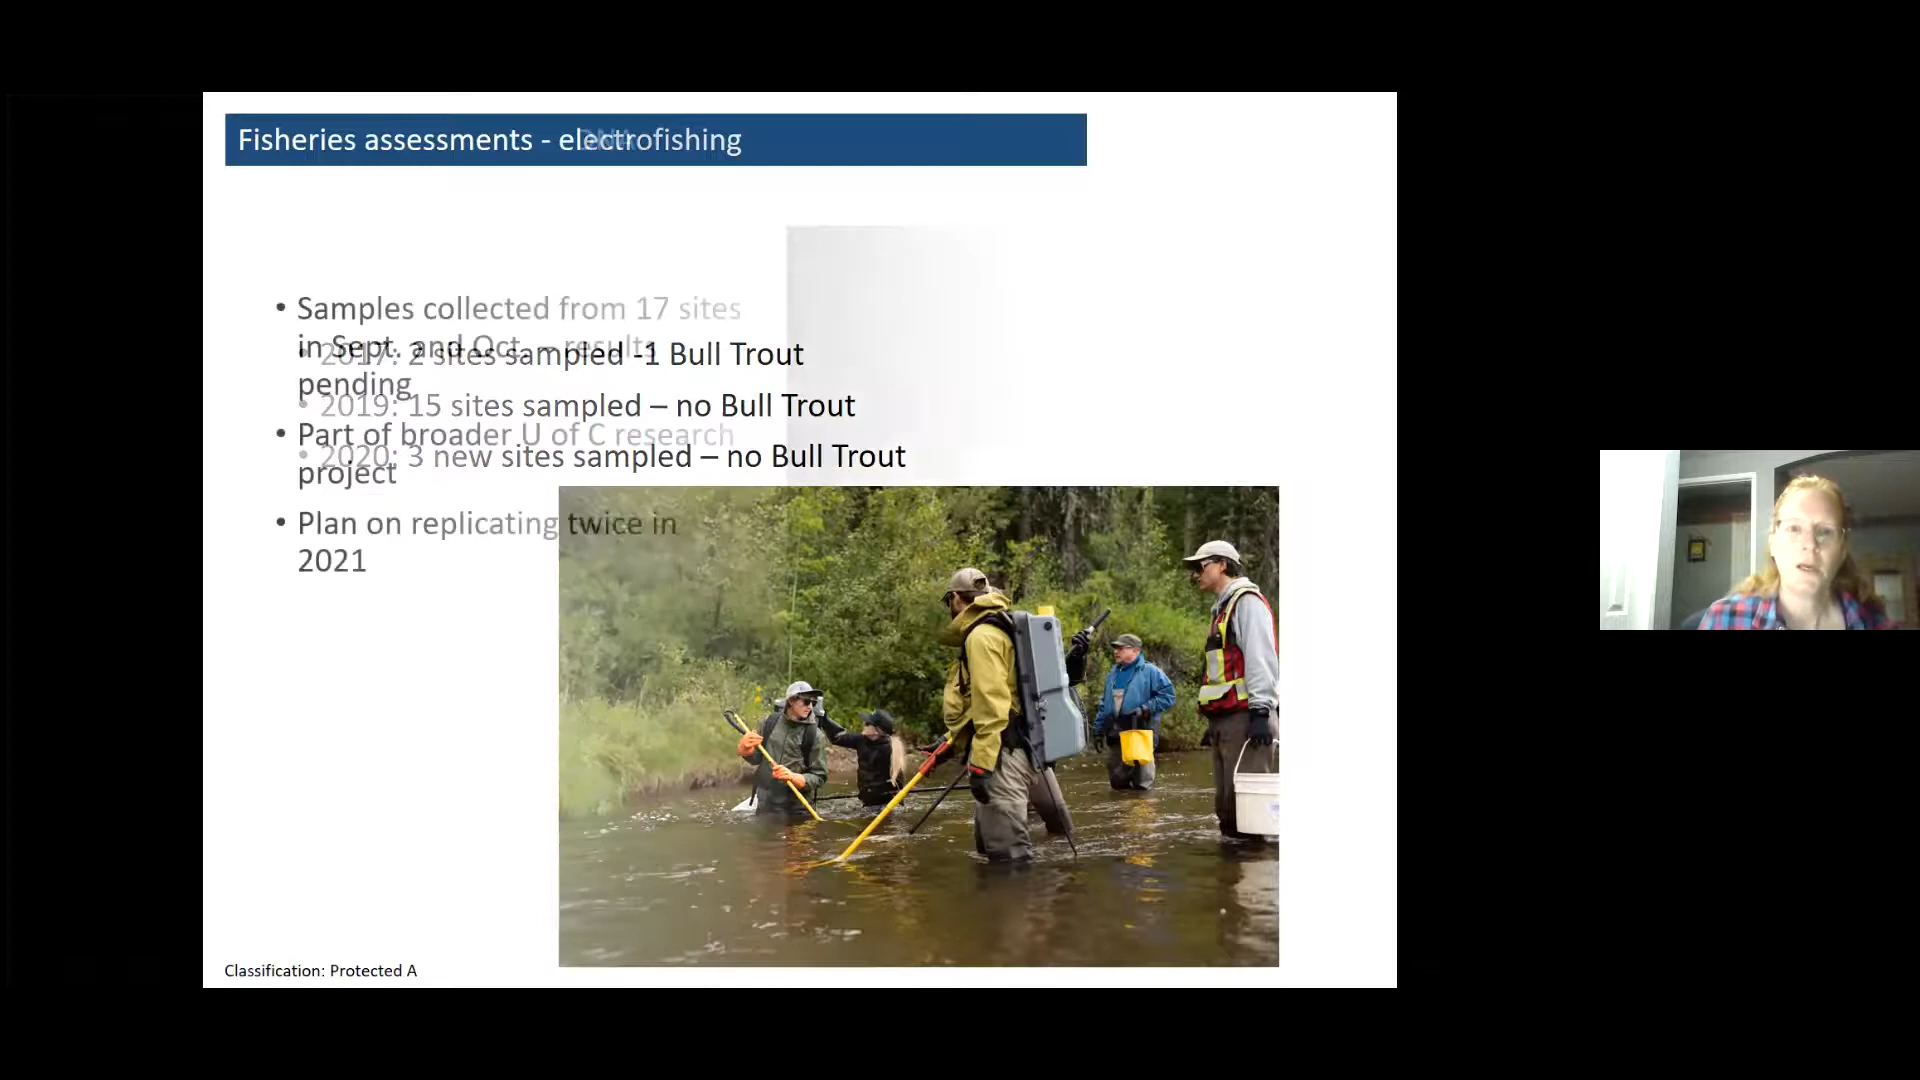 Fisheries assessments - electrofishing
• Samples collected from 17 sites
in Sept. and Oct. – results
pending
• Part of broader U of C research
project
• Plan on replicating twice in
2021
• 2017: 2 sites sampled -1 Bull Trout
• 2019: 15 sites sampled – no Bull Trout
• 2020: 3 new sites sampled – no Bull Trout
Classification: Protected A